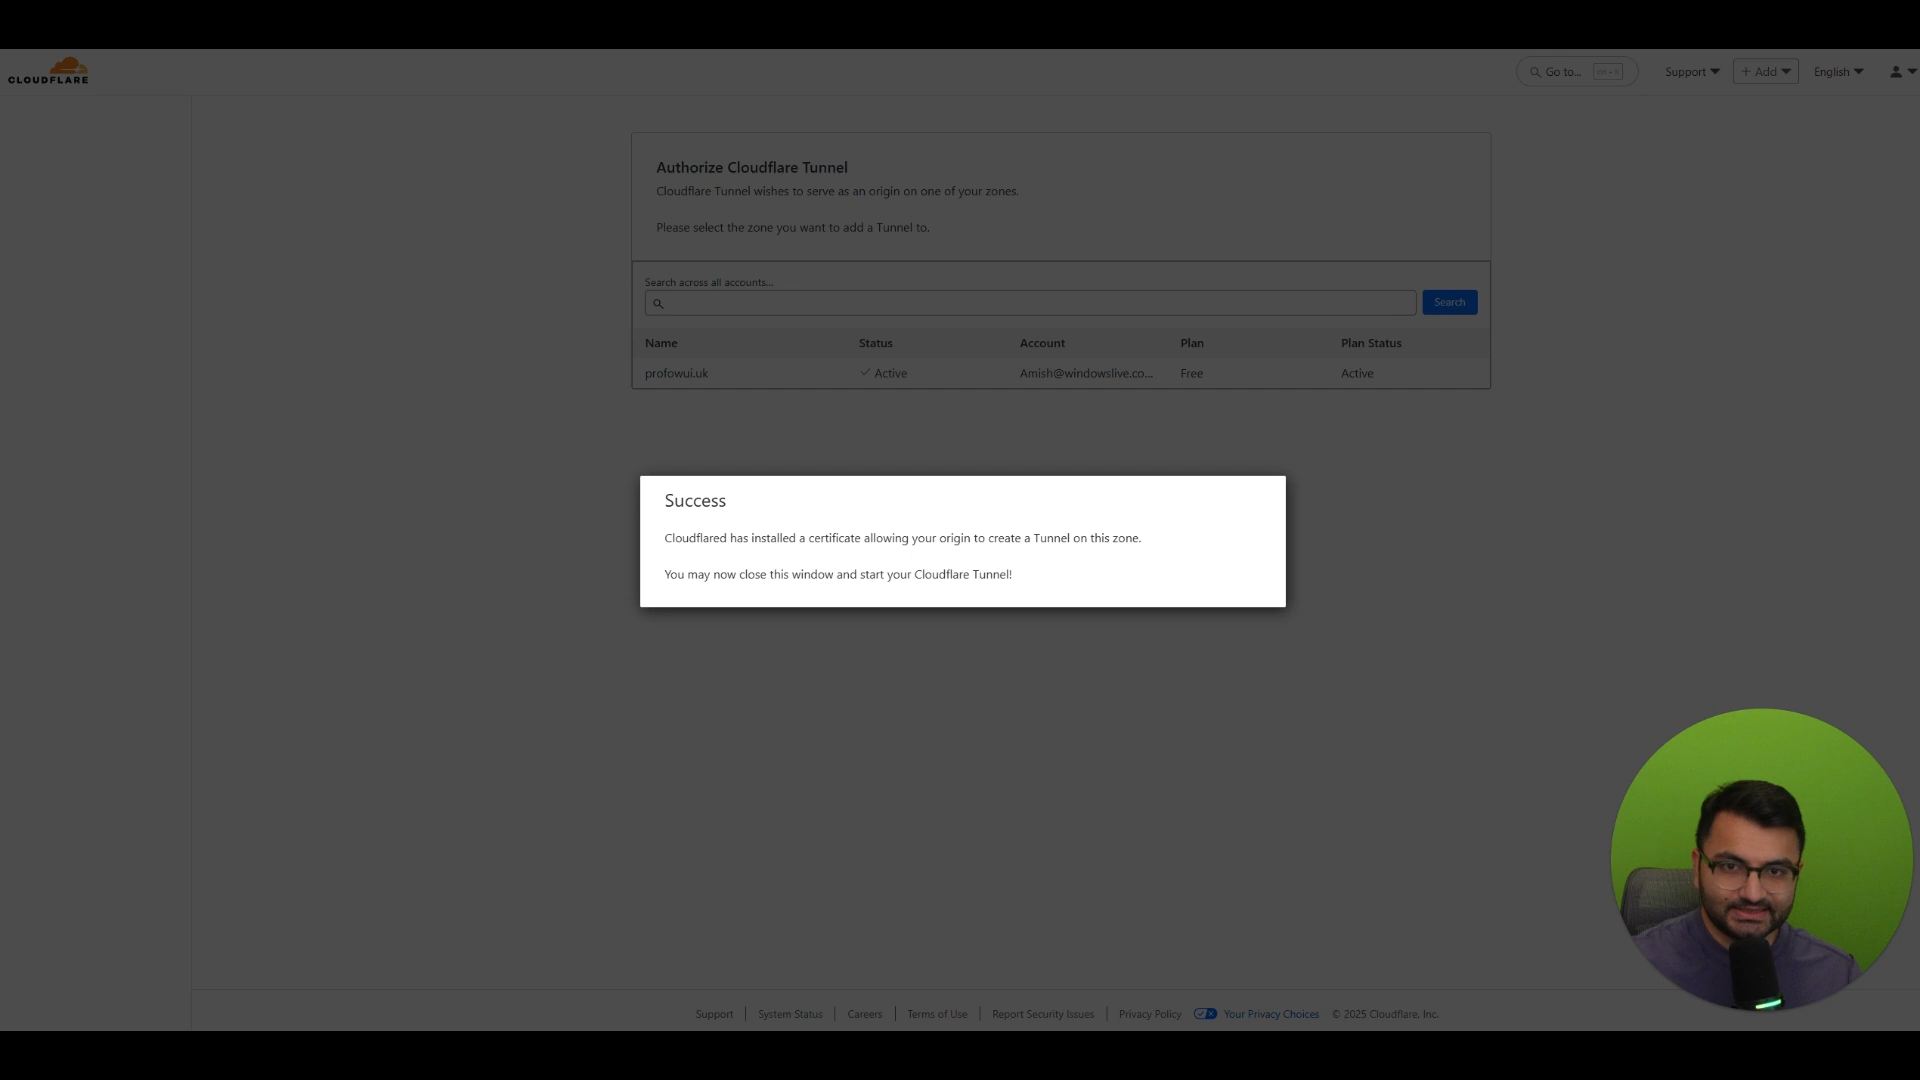 CLOUDFLARE
Go to...
Support
+ Add
English
Authorize Cloudflare Tunnel
Cloudflare Tunnel wishes to serve as an origin on one of your zones.
Please select the zone you want to add a Tunnel to.
Search across all accounts...
Search
Name Status Account Plan Plan Status
profowui.uk Active Amish@windowslive.co... Free Active
Success
Cloudflared has installed a certificate allowing your origin to create a Tunnel on this zone.
You may now close this window and start your Cloudflare Tunnel!
Support System Status Careers Terms of Use Report Security Issues Privacy Policy Your Privacy Choices © 2025 Cloudflare, Inc.